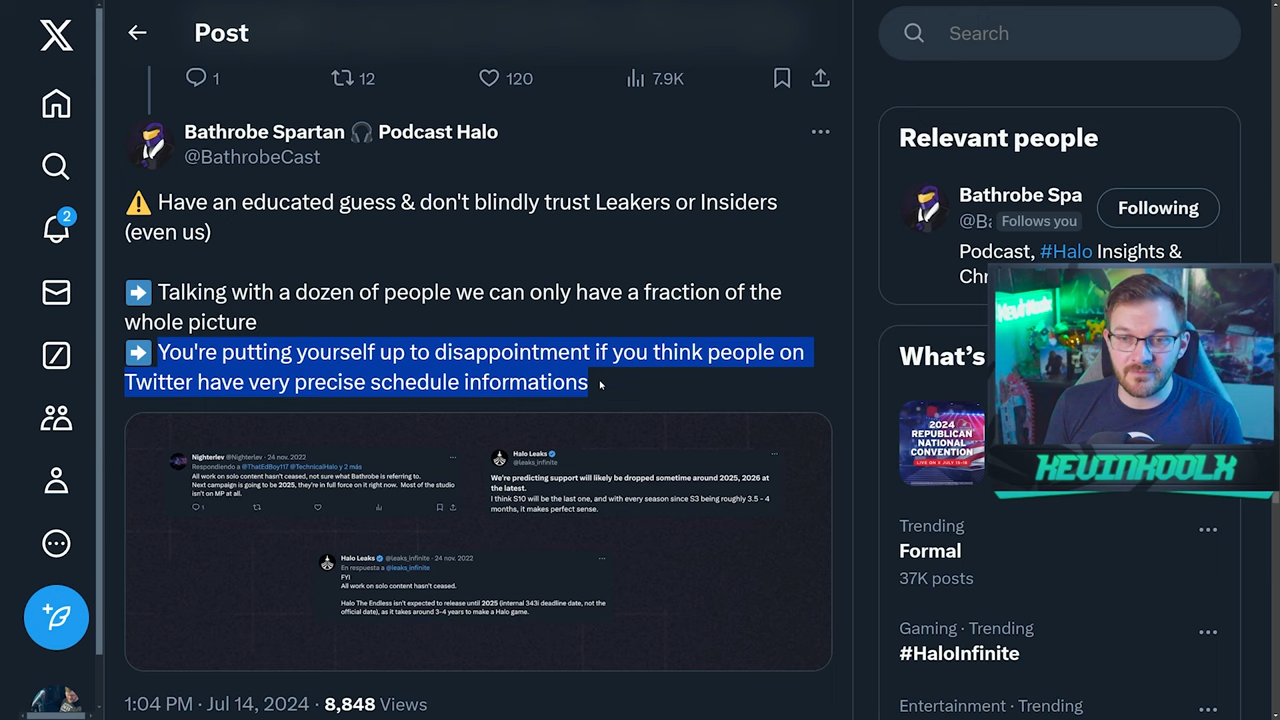 Post
Search
1
12
120
7.9K
Bathrobe Spartan 🎧 Podcast Halo
@BathrobeCast
⚠️ Have an educated guess & don't blindly trust Leakers or Insiders
(even us)
➡️ Talking with a dozen of people we can only have a fraction of the
whole picture
➡️ You're putting yourself up to disappointment if you think people on
Twitter have very precise schedule informations
Nighterlev @Nighterlev · 24 nov. 2022
Respondiendo a @ThatEdBoy117 @TechnicalHalo y 2 más
All work on solo content hasn't ceased, not sure what Bathrobe is referring to.
Next campaign is going to be 2025, they're in full force on it right now. Most of the studio
isn't on MP at all.
1
Halo Leaks
@leaks_infinite
We're predicting support will likely be dropped sometime around 2025, 2026 at
the latest.
I think S10 will be the last one, and with every season since S3 being roughly 3.5 - 4
months, it makes perfect sense.
Halo Leaks @leaks_infinite · 24 nov. 2022
En respuesta a @leaks_infinite
FYI
All work on solo content hasn't ceased.
Halo The Endless isn't expected to release until 2025 (internal 343i deadline date, not the
official date), as it takes around 3-4 years to make a Halo game.
1:04 PM · Jul 14, 2024 · 8,848 Views
2
Relevant people
Bathrobe Spa
@Ba
Follows you
Following
Podcast, #Halo Insights &
Chr
What's
2024
REPUBLICAN
NATIONAL
CONVENTION
KEVINKOOLX
Trending
Formal
37K posts
Gaming · Trending
#HaloInfinite
Entertainment · Trending